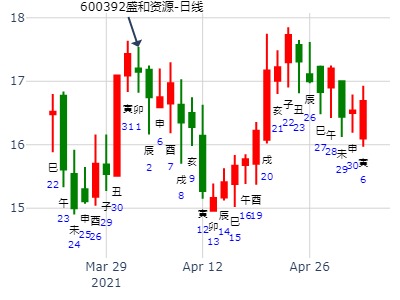 600392盛和资源-日线
18
17
16
15
巳
22
午
23
未
24
申
25
酉
26
子
29
丑
30
寅
31
卯
1
辰
2
申
6
酉
7
戌
8
亥
9
寅
12
卯
13
辰
14
巳
15
午
16
酉
19
戌
20
亥
21
子
22
丑
23
辰
26
巳
27
午
28
未
29
申
30
寅
6
Mar 29
2021
Apr 12
Apr 26